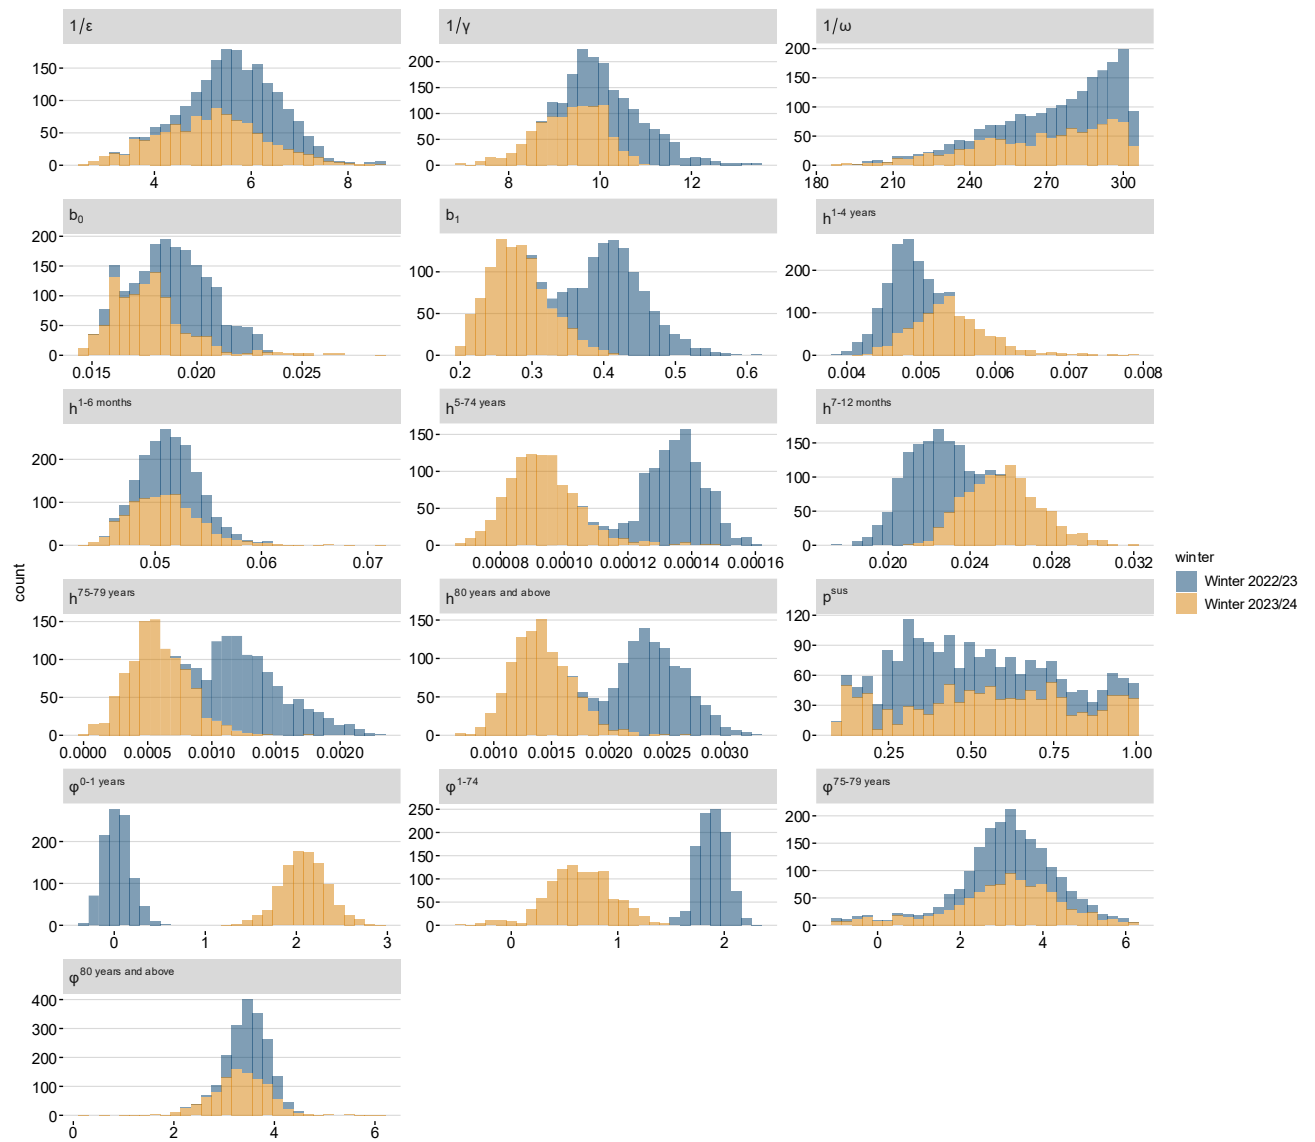 1/ε
1/γ
1/ω
0 50 100 150
4 6 8
0 50 100 150 200
8 10 12
0 50 100 150 200
180 210 240 270 300
b0
b1
h1-4 years
0 50 100 150 200
0.015 0.020 0.025
0 50 100
0.2 0.3 0.4 0.5 0.6
0 100 200
0.004 0.005 0.006 0.007 0.008
h1-6 months
h5-74 years
h7-12 months
0 100 200
0.05 0.06 0.07
0 50 100 150
0.00008 0.00010 0.00012 0.00014 0.00016
0 50 100 150
0.020 0.024 0.028 0.032
count
h75-79 years
h80 years and above
psus
0 50 100 150
0.0000 0.0005 0.0010 0.0015 0.0020
0 50 100 150
0.0010 0.0015 0.0020 0.0025 0.0030
0 30 60 90 120
0.25 0.50 0.75 1.00
winter
Winter 2022/23
Winter 2023/24
φ0-1 years
φ1-74
φ75-79 years
0 100 200
0 1 2 3
0 50 100 150 200 250
0 1 2
0 50 100 150 200
0 2 4 6
φ80 years and above
0 100 200 300 400
0 2 4 6